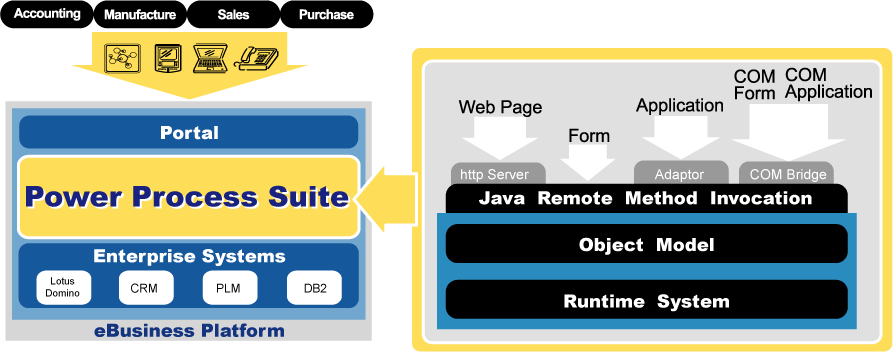 Accounting
Manufacture
Sales
Purchase
Portal
Power Process Suite
Enterprise Systems
Lotus
Domino
CRM
PLM
DB2
eBusiness Platform
Web Page
Form
Application
COM
Form
COM
Application
http Server
Adaptor
COM Bridge
Java Remote Method Invocation
Object Model
Runtime System